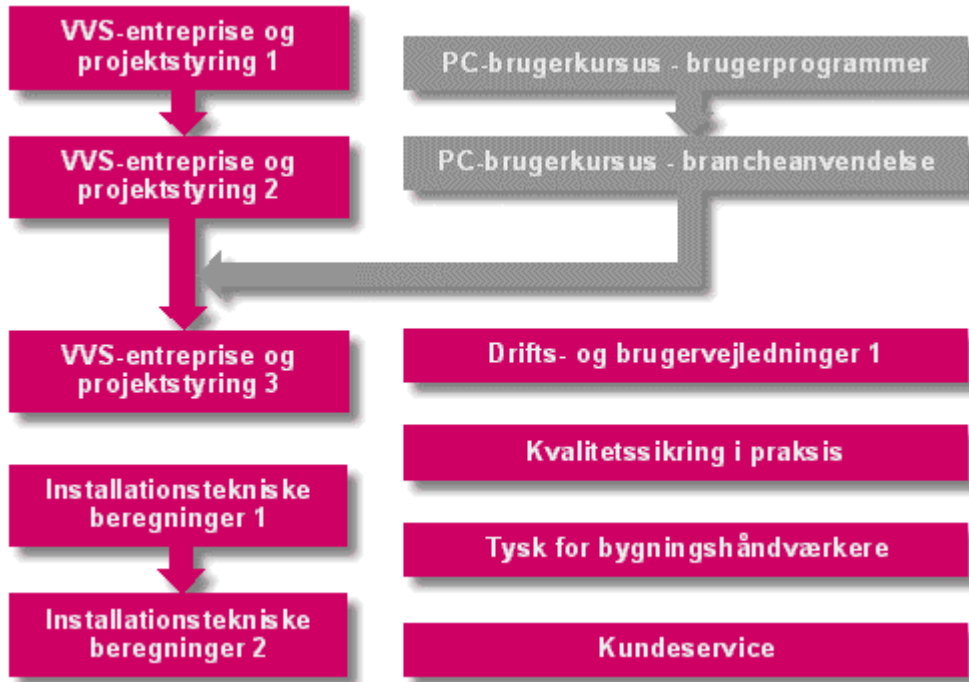 VVS-entreprise og
projektstyring 1
PC-brugerkursus - brugerprogrammer
VVS-entreprise og
projektstyring 2
PC-brugerkursus - brancheanvendelse
VVS-entreprise og
projektstyring 3
Drifts- og brugervejledninger 1
Kvalitetssikring i praksis
Installationstekniske
beregninger 1
Tysk for bygningshåndværkere
Installationstekniske
beregninger 2
Kundeservice